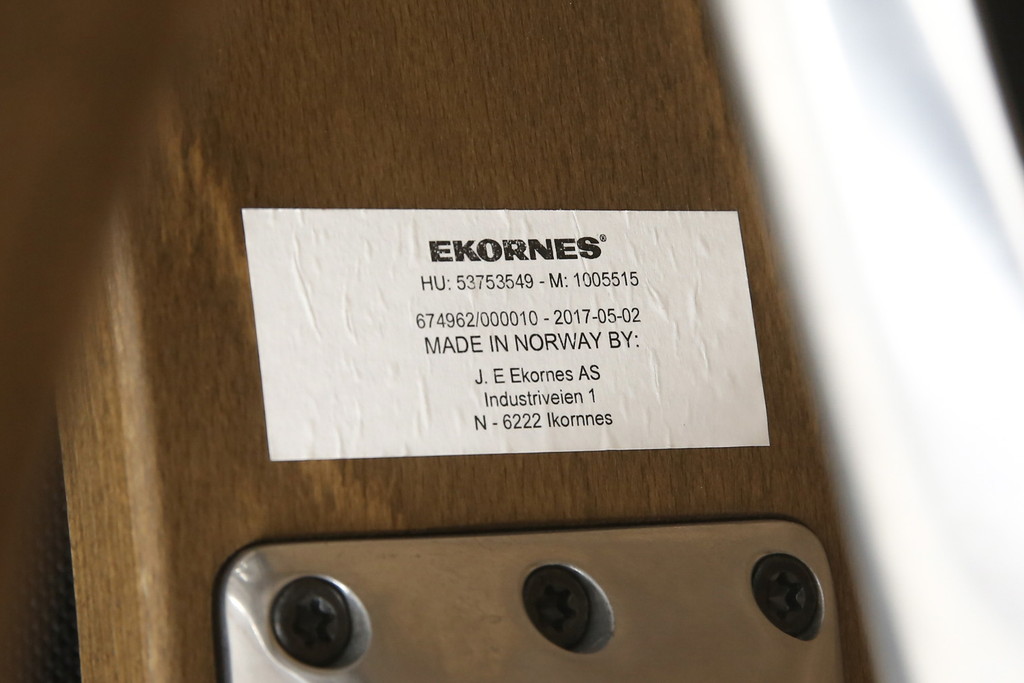 EKORNES®
HU: 53753549 - M: 1005515
674962/000010 - 2017-05-02
MADE IN NORWAY BY:
J. E Ekornes AS
Industriveien 1
N - 6222 Ikornnes